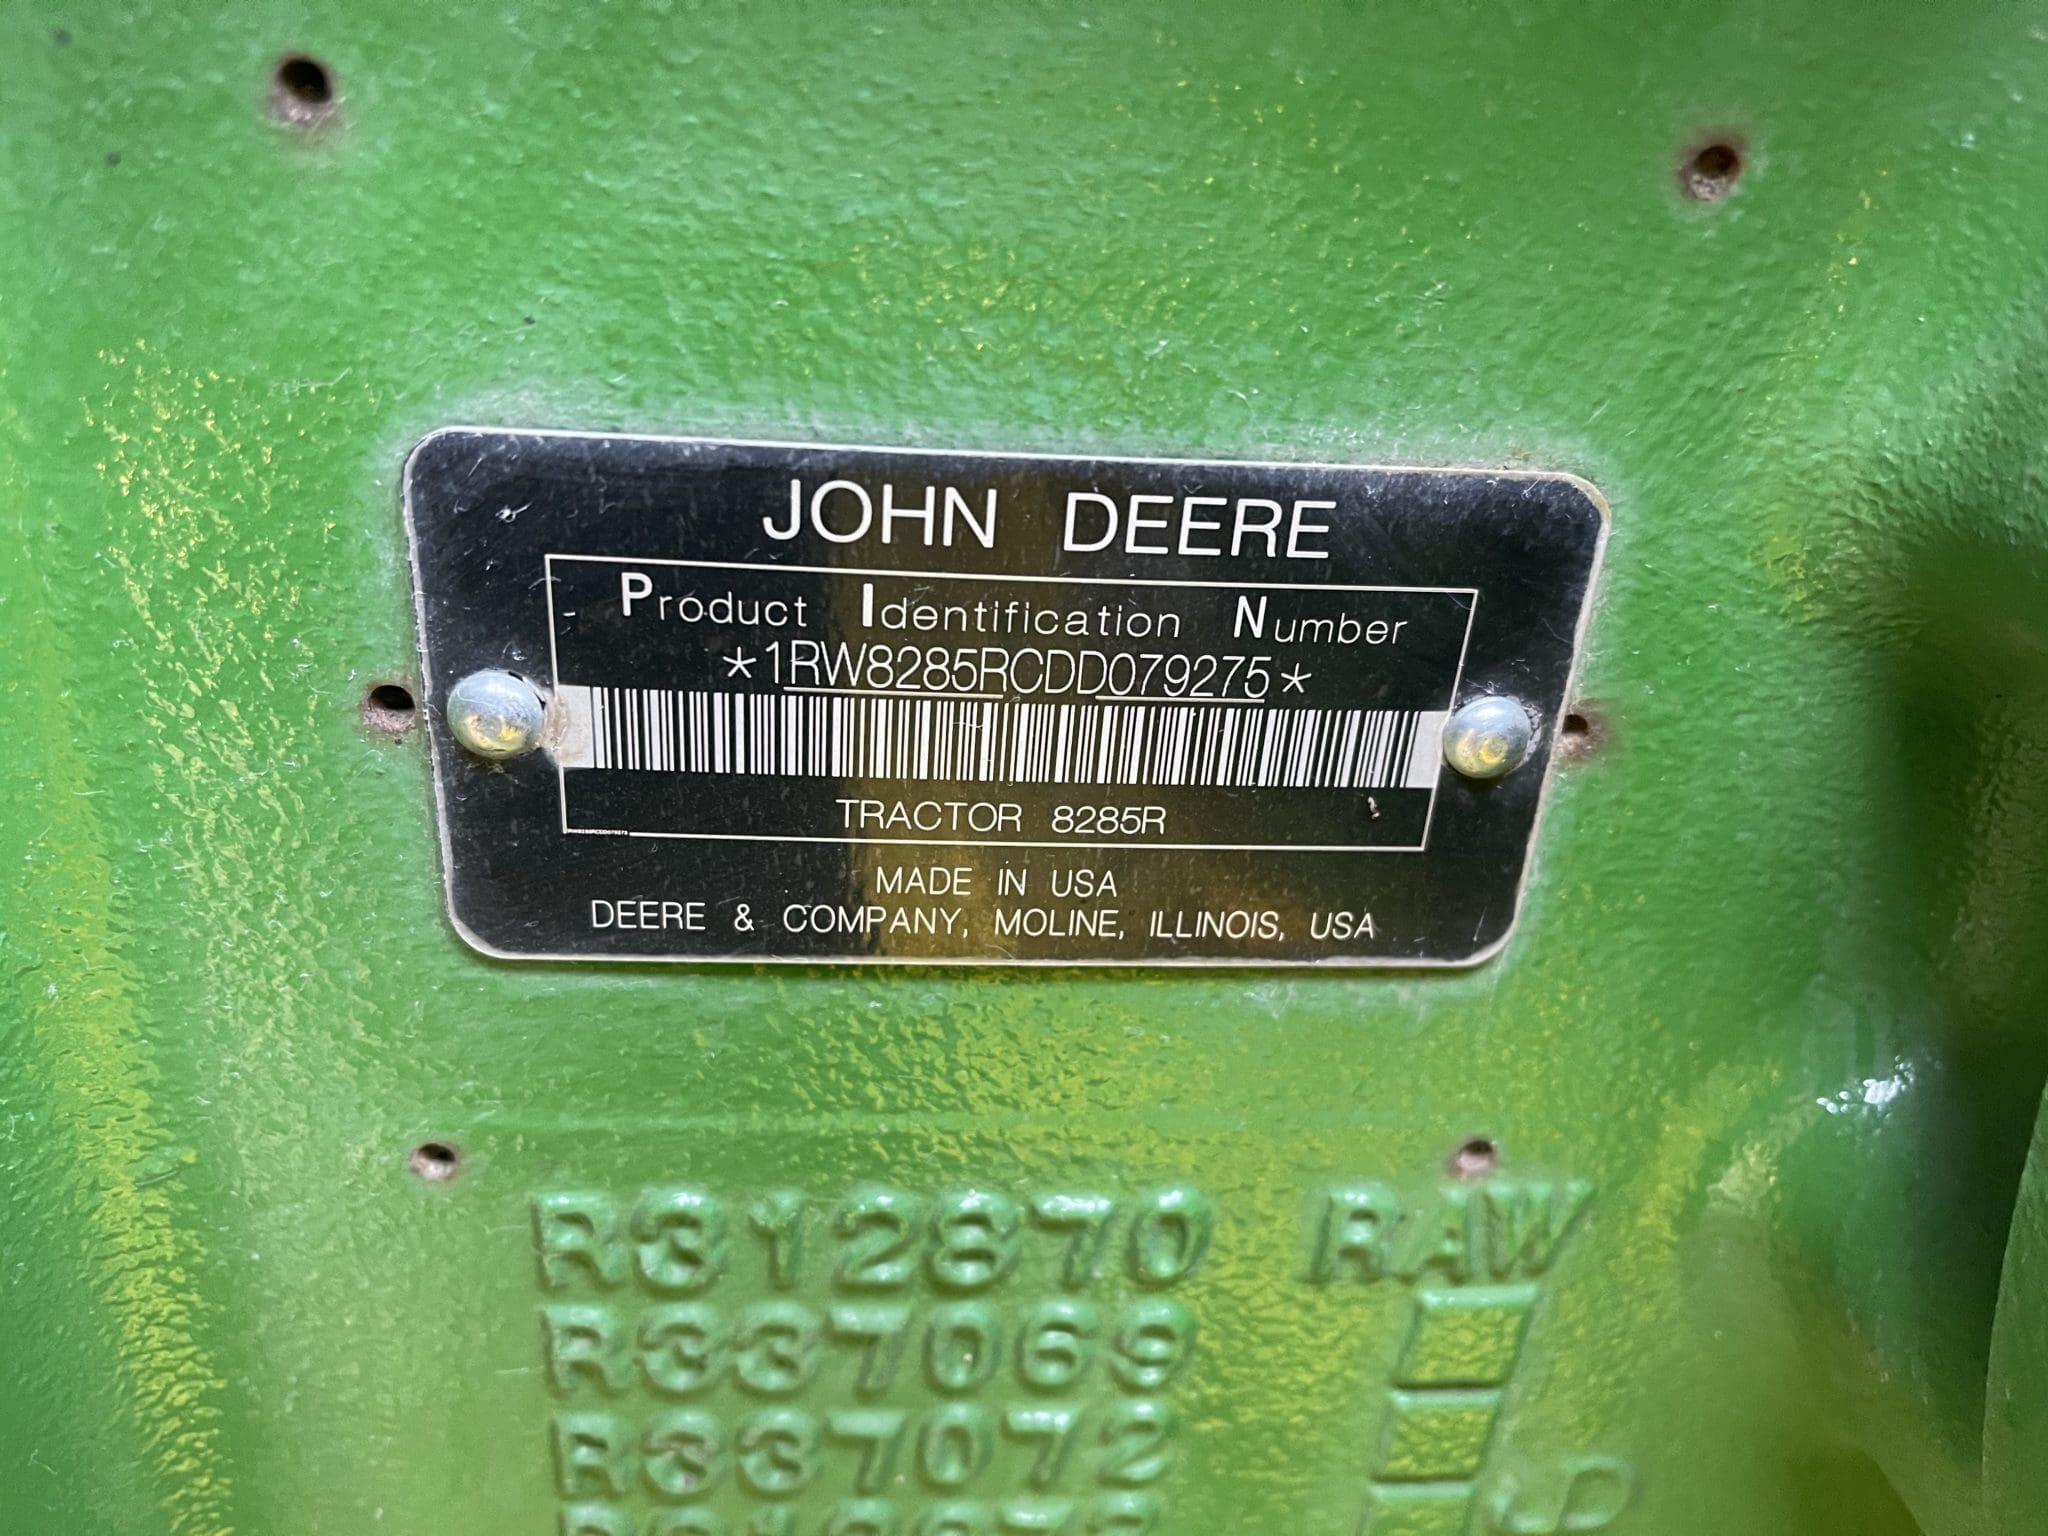 JOHN DEERE
Product Identification Number
*1RW8285RCDD079275*
TRACTOR 8285R
MADE IN USA
DEERE & COMPANY, MOLINE, ILLINOIS, USA
R312870 RAW
R337069
R337072